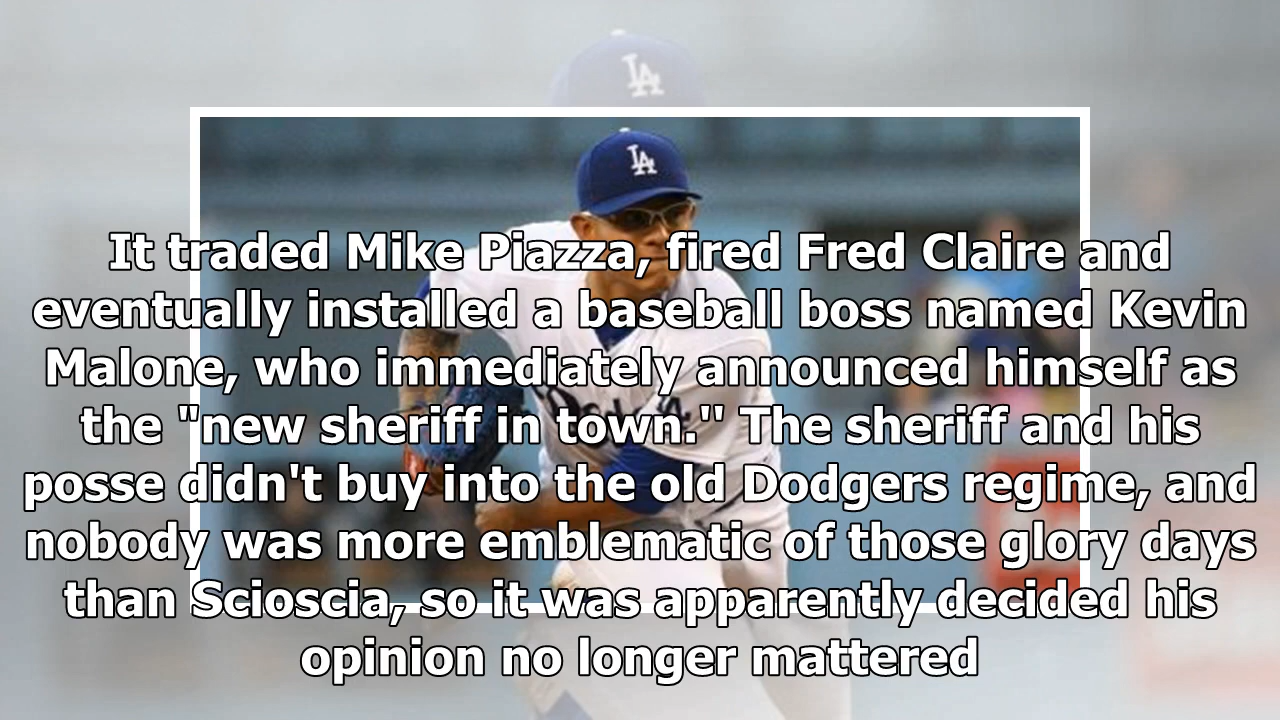 LA
LA
It traded Mike Piazza, fired Fred Claire and
eventually installed a baseball boss named Kevin
Malone, who immediately announced himself as
the "new sheriff in town.'' The sheriff and his
posse didn't buy into the old Dodgers regime, and
nobody was more emblematic of those glory days
than Scioscia, so it was apparently decided his
opinion no longer mattered